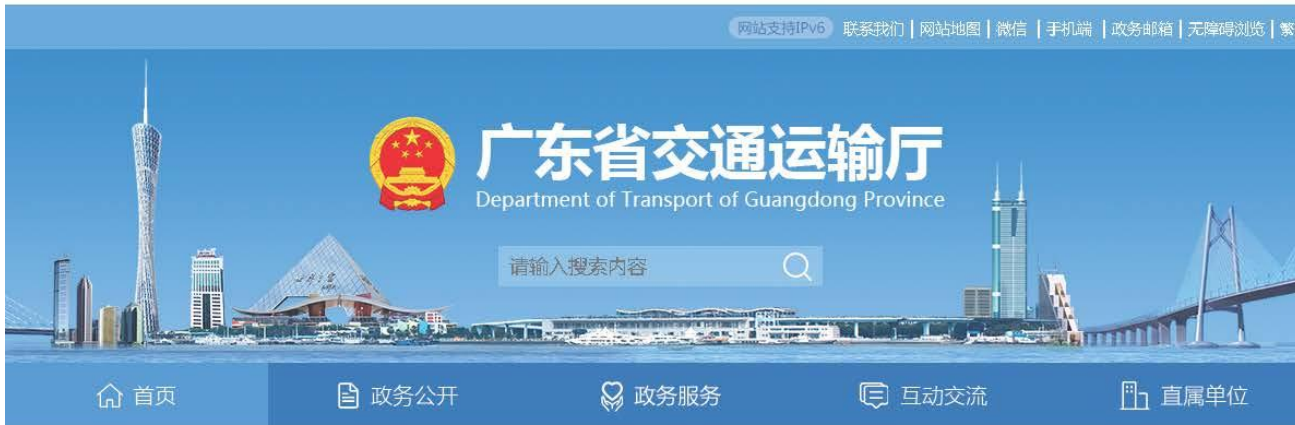 网站支持IPv6 联系我们 | 网站地图 | 微信 | 手机端 | 政务邮箱 | 无障碍浏览 | 繁
广东省交通运输厅
Department of Transport of Guangdong Province
请输入搜索内容
首页 政务公开 政务服务 互动交流 直属单位